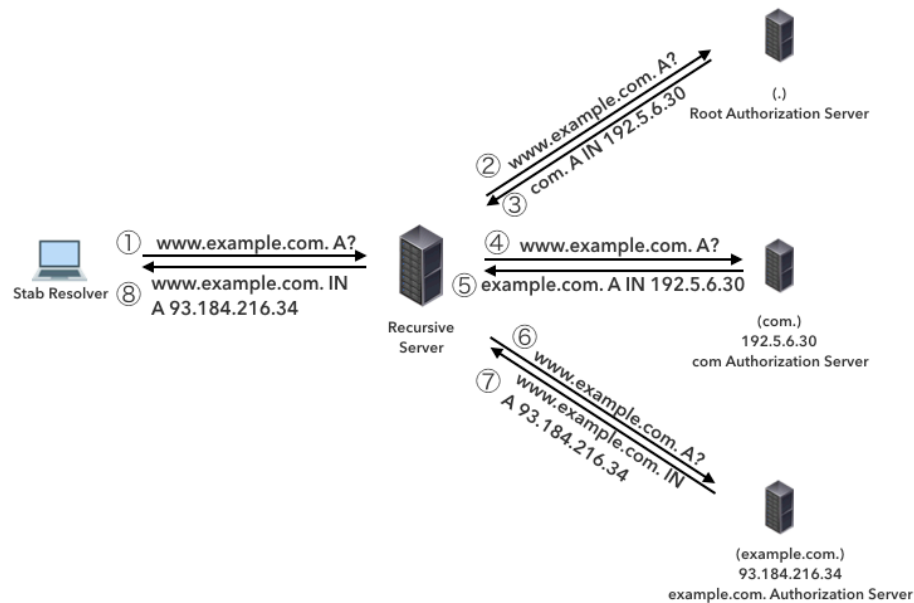 (.)
Root Authorization Server
② www.example.com. A?
③ com. A IN 192.5.6.30
① www.example.com. A?
⑧ www.example.com. IN
A 93.184.216.34
Stab Resolver
Recursive
Server
④ www.example.com. A?
⑤ example.com. A IN 192.5.6.30
(com.)
192.5.6.30
com Authorization Server
⑥ www.example.com. A?
⑦ www.example.com. IN
A 93.184.216.34
(example.com.)
93.184.216.34
example.com. Authorization Server